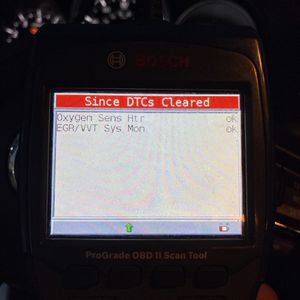 BOSCH
Since DTCs Cleared
Oxygen Sens Htr ok
EGR/VVT Sys Mon ok
ProGrade OBD II Scan Tool